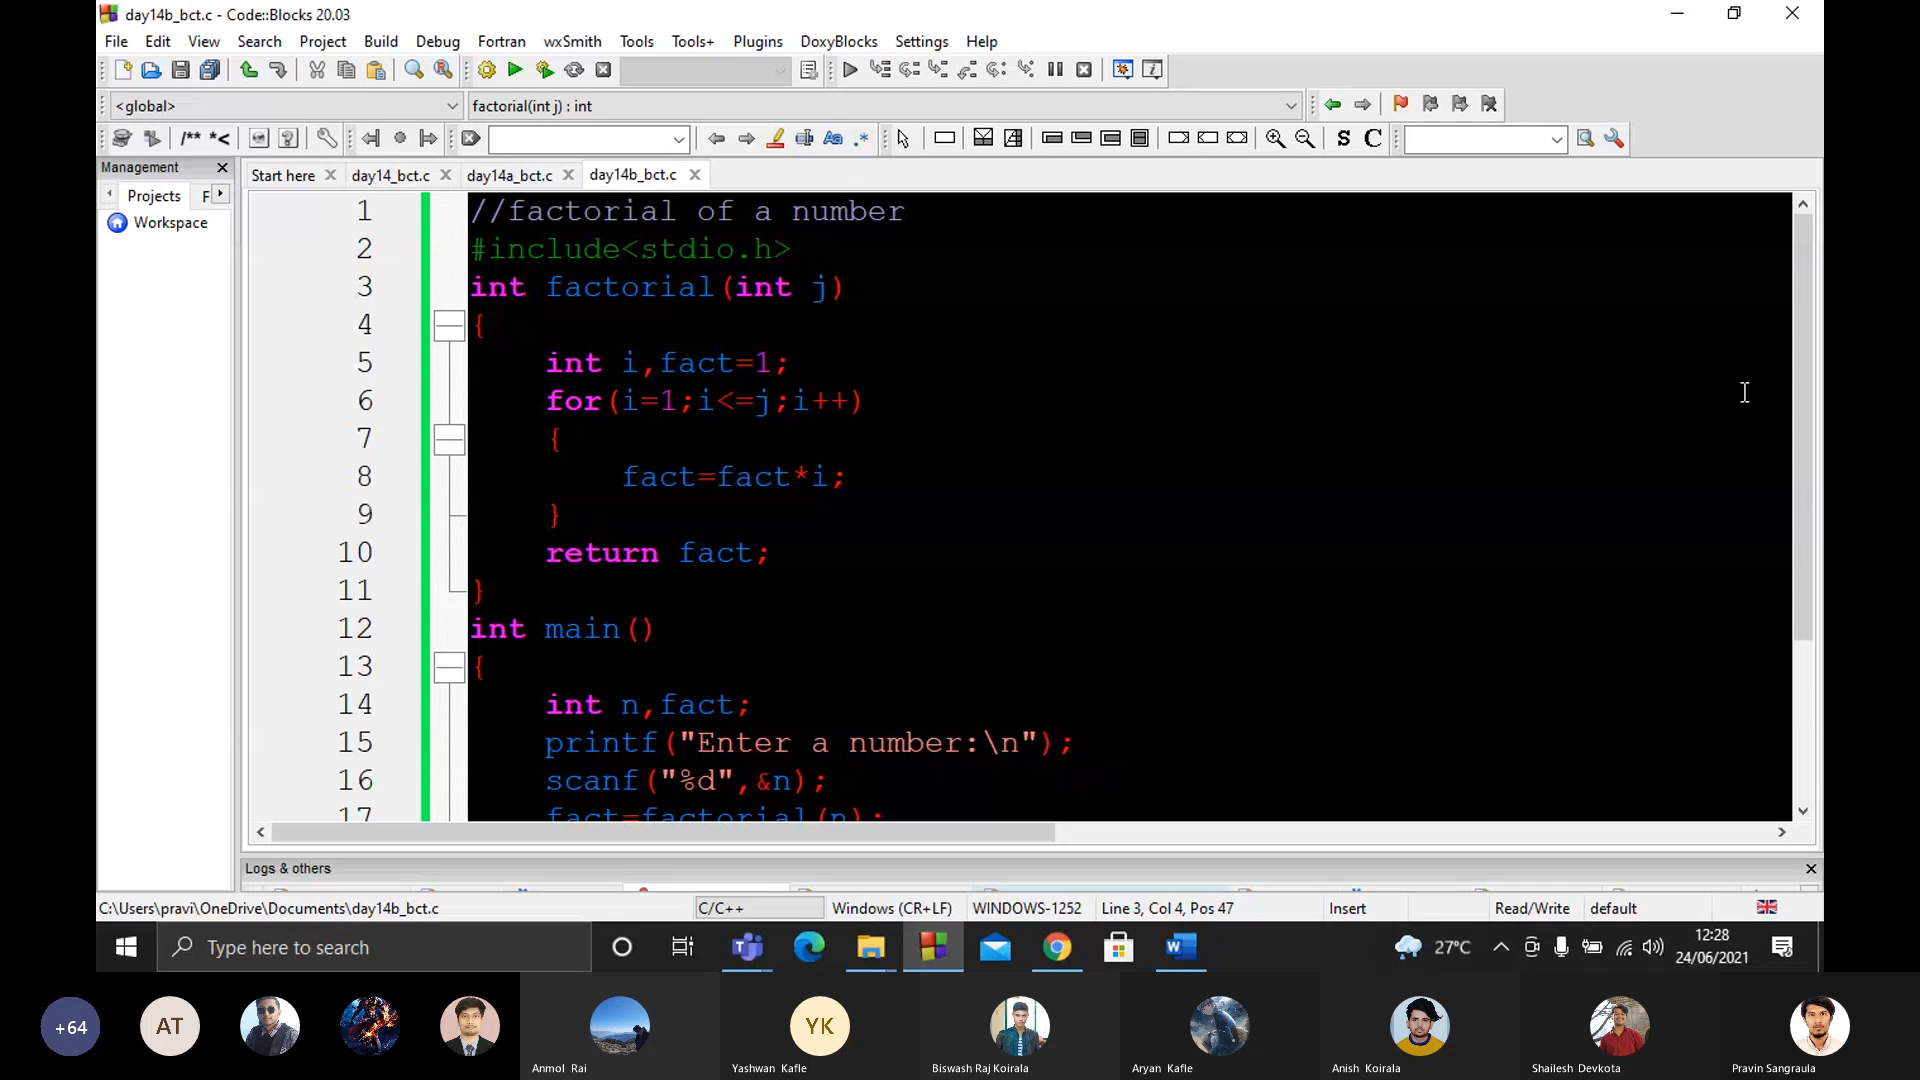 day14b_bct.c - Code::Blocks 20.03
File Edit View Search Project Build Debug Fortran wxSmith Tools Tools+ Plugins DoxyBlocks Settings Help
<global> factorial(int j) : int
/** *< Aa .* S C
Management
Start here day14_bct.c day14a_bct.c day14b_bct.c
Projects F
Workspace
1 //factorial of a number
2 #include<stdio.h>
3 int factorial(int j)
4 {
5 int i,fact=1;
6 for(i=1;i<=j;i++)
7 {
8 fact=fact*i;
9 }
10 return fact;
11 }
12 int main()
13 {
14 int n,fact;
15 printf("Enter a number:\n");
16 scanf("%d",&n);
17 fact=factorial(n);
Logs & others
C:\Users\pravi\OneDrive\Documents\day14b_bct.c C/C++ Windows (CR+LF) WINDOWS-1252 Line 3, Col 4, Pos 47 Insert Read/Write default
Type here to search 27°C 12:28
24/06/2021
+64 AT YK
Anmol Rai Yashwan Kafle Biswash Raj Koirala Aryan Kafle Anish Koirala Shailesh Devkota Pravin Sangraula